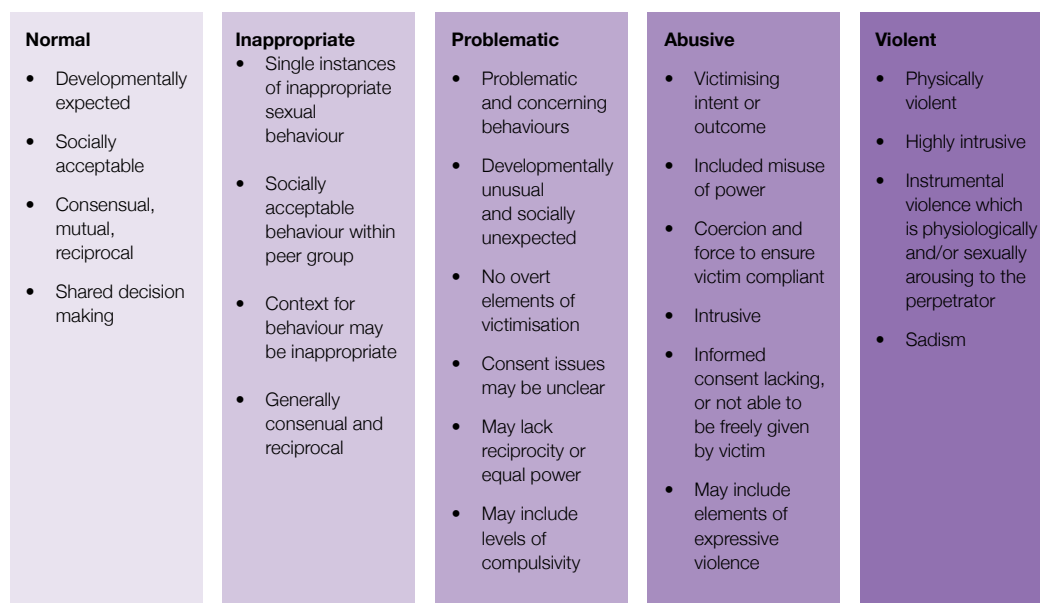 Normal
Developmentally
expected
Socially
acceptable
Consensual,
mutual,
reciprocal
Shared decision
making
Inappropriate
Single instances
of inappropriate
sexual
behaviour
Socially
acceptable
behaviour within
peer group
Context for
behaviour may
be inappropriate
Generally
consenual and
reciprocal
Problematic
Problematic
and concerning
behaviours
Developmentally
unusual
and socially
unexpected
No overt
elements of
victimisation
Consent issues
may be unclear
May lack
reciprocity or
equal power
May include
levels of
compulsivity
Abusive
Victimising
intent or
outcome
Included misuse
of power
Coercion and
force to ensure
victim compliant
Intrusive
Informed
consent lacking,
or not able to
be freely given
by victim
May include
elements of
expressive
violence
Violent
Physically
violent
Highly intrusive
Instrumental
violence which
is physiologically
and/or sexually
arousing to the
perpetrator
Sadism